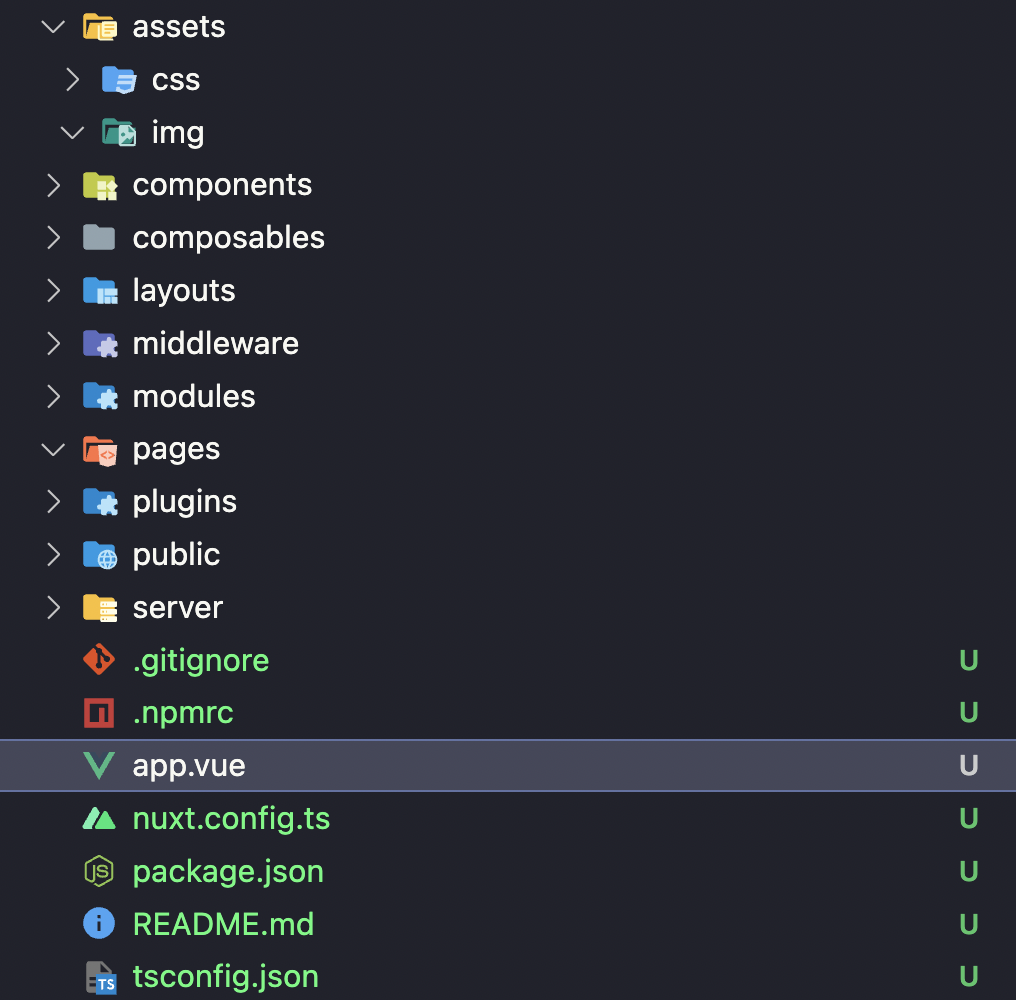 assets
css
img
components
composables
layouts
middleware
modules
pages
plugins
public
server
.gitignore U
.npmrc U
app.vue U
nuxt.config.ts U
package.json U
README.md U
tsconfig.json U